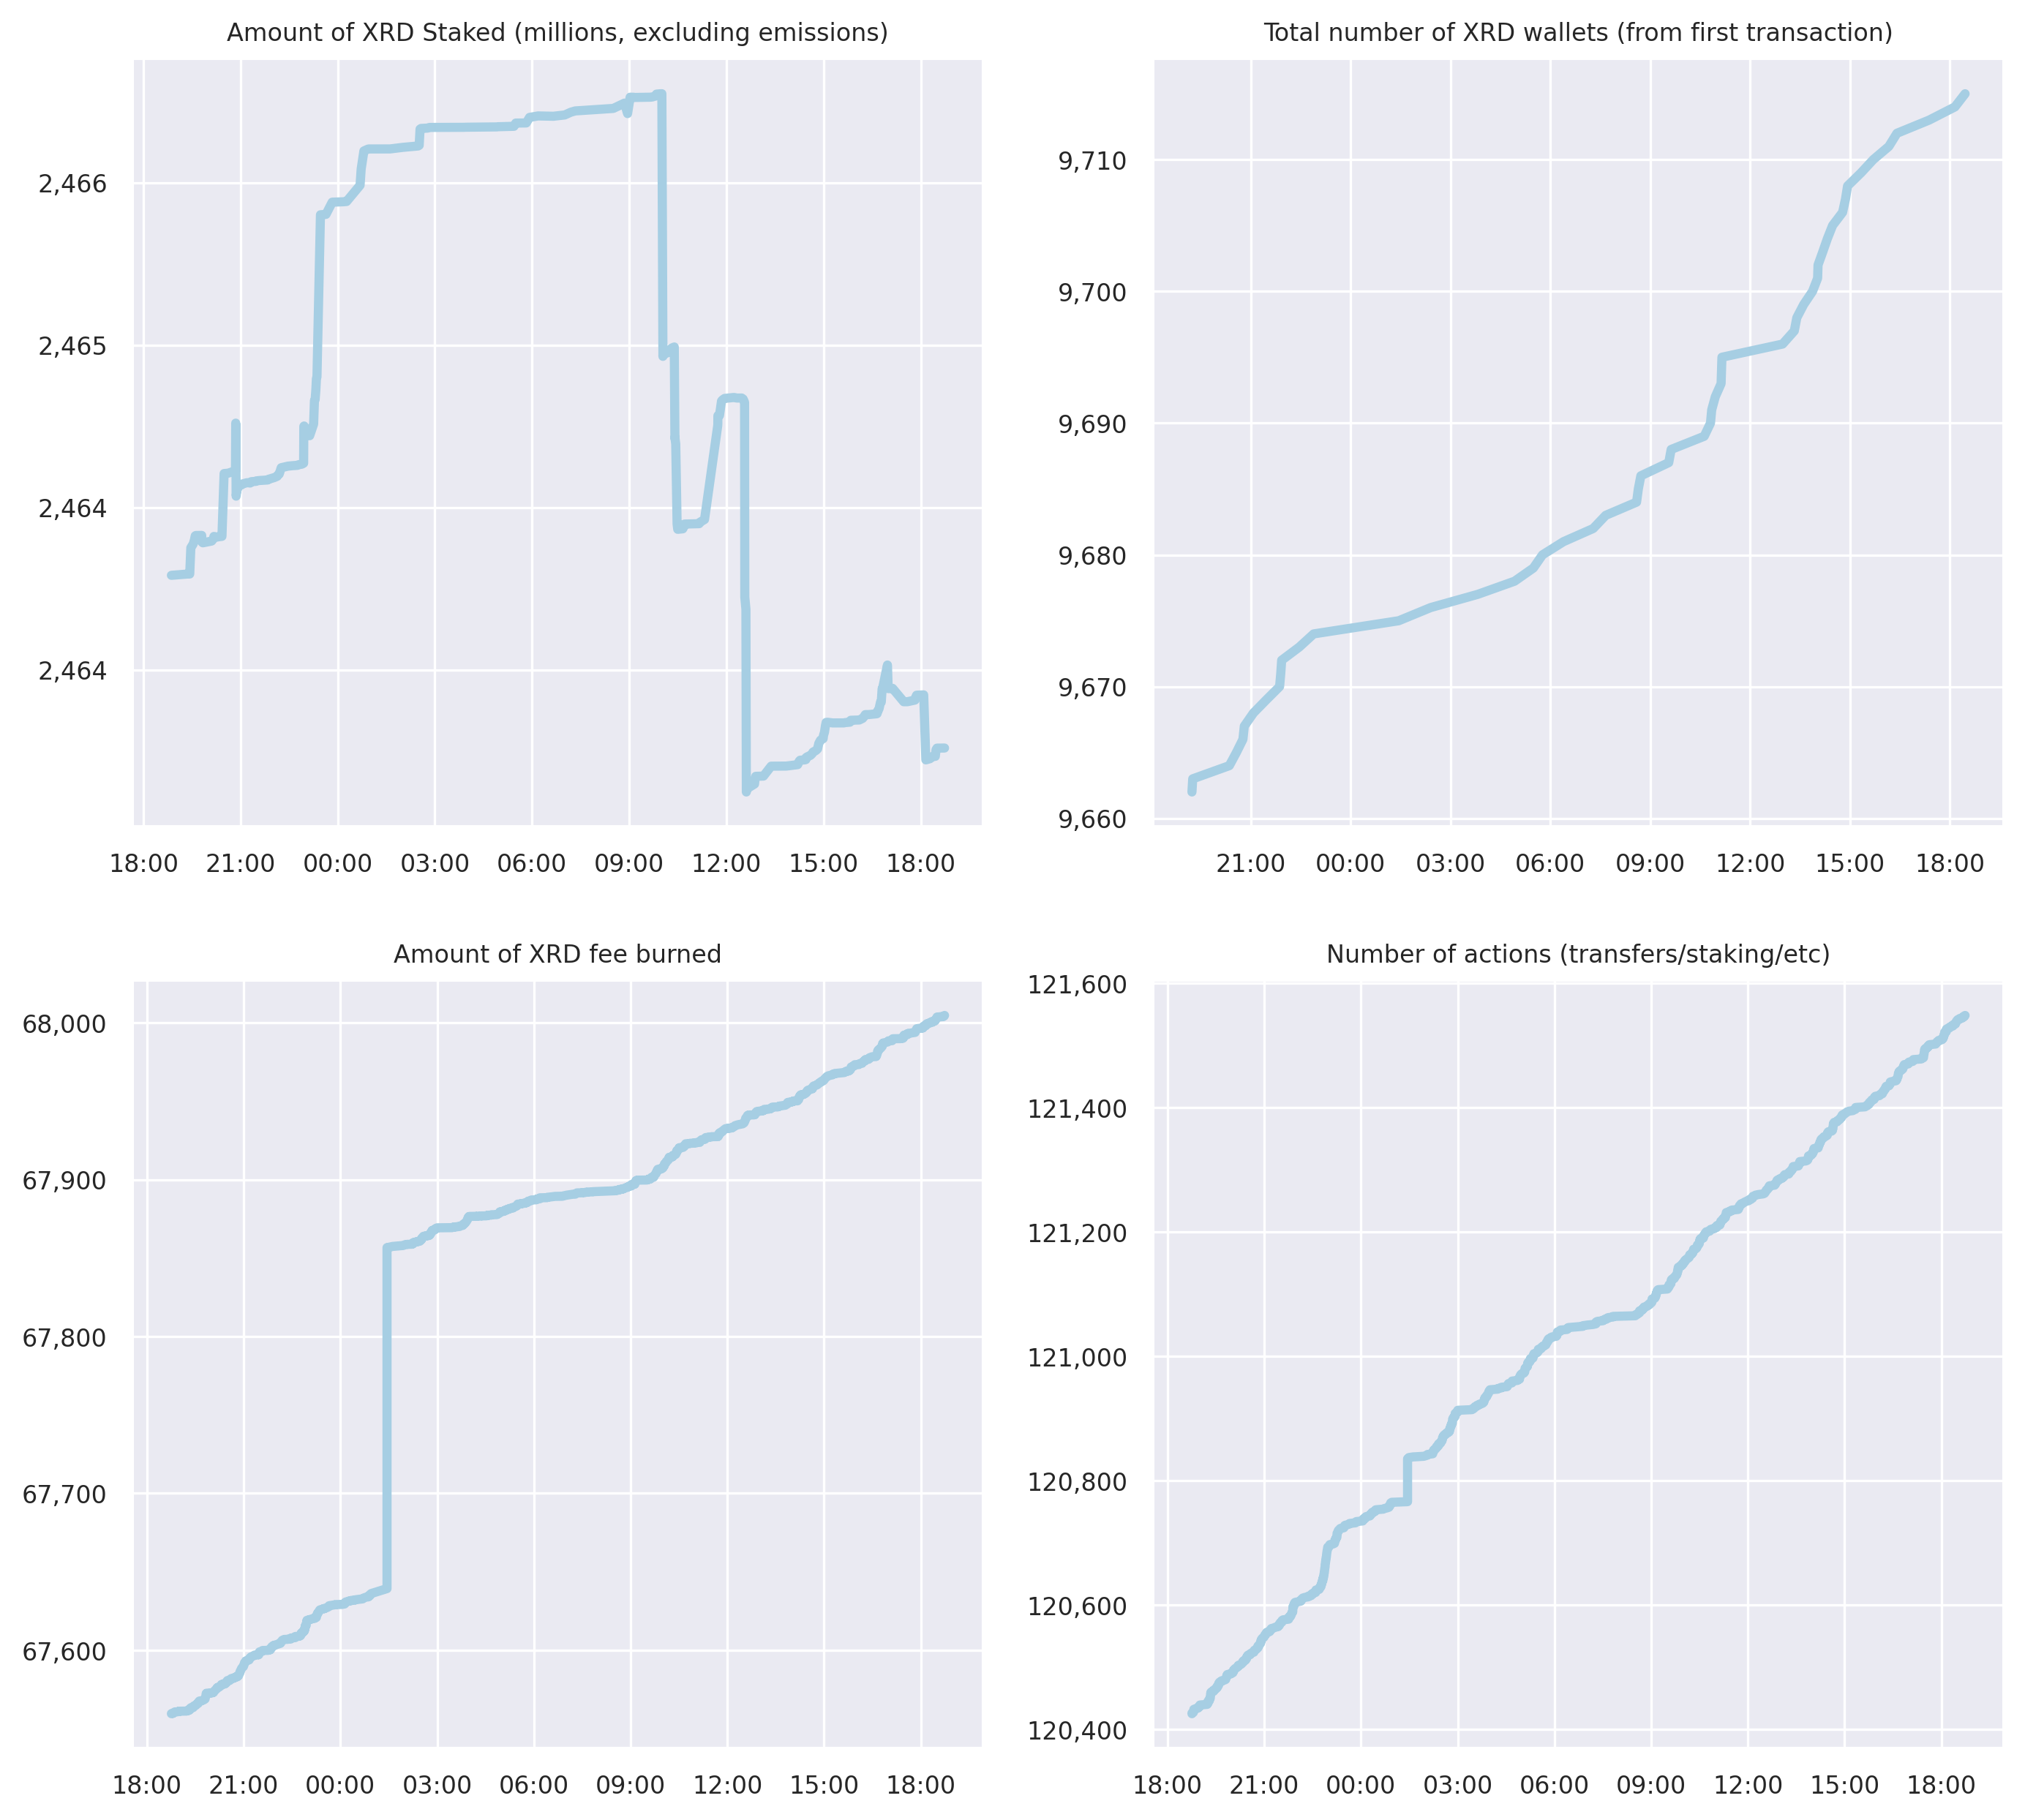 Amount of XRD Staked (millions, excluding emissions)
2,466
2,465
2,464
2,464
18:00 21:00 00:00 03:00 06:00 09:00 12:00 15:00 18:00
Total number of XRD wallets (from first transaction)
9,710
9,700
9,690
9,680
9,670
9,660
21:00 00:00 03:00 06:00 09:00 12:00 15:00 18:00
Amount of XRD fee burned
68,000
67,900
67,800
67,700
67,600
18:00 21:00 00:00 03:00 06:00 09:00 12:00 15:00 18:00
Number of actions (transfers/staking/etc)
121,600
121,400
121,200
121,000
120,800
120,600
120,400
18:00 21:00 00:00 03:00 06:00 09:00 12:00 15:00 18:00